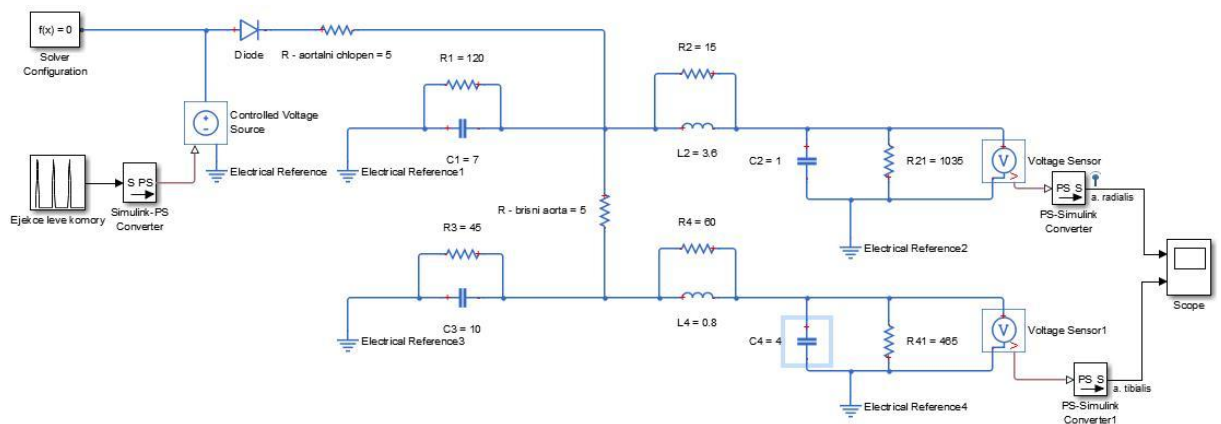 f(x) = 0
Solver
Configuration
Diode
R - aortalni chlopen = 5
R1 = 120
R2 = 15
Controlled Voltage
Source
Electrical Reference
C1 = 7
Electrical Reference1
L2 = 3.6
C2 = 1
R21 = 1035
V
Voltage Sensor
S PS
Ejekce leve komory
Simulink-PS
Converter
PS S
a. radialis
PS-Simulink
Converter
R - brisni aorta = 5
R3 = 45
R4 = 60
Electrical Reference2
Scope
C3 = 10
Electrical Reference3
L4 = 0.8
C4 = 4
R41 = 465
V
Voltage Sensor1
PS S
a. tibialis
PS-Simulink
Converter1
Electrical Reference4